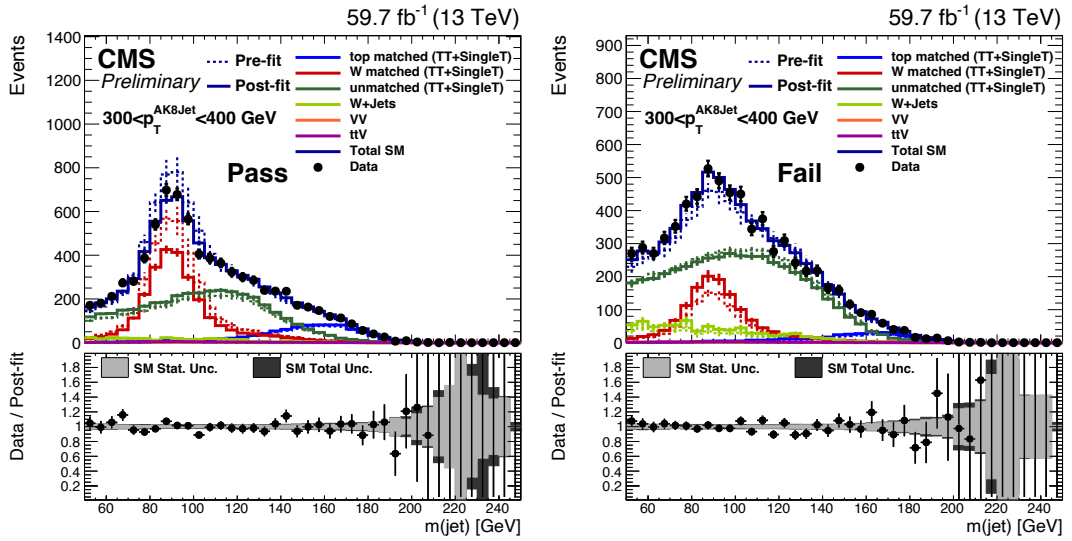 59.7 fb-1 (13 TeV)
Events
1400
1200
1000
800
600
400
200
0
CMS
Preliminary
Pre-fit
Post-fit
300<pTAK8Jet<400 GeV
Pass
top matched (TT+SingleT)
W matched (TT+SingleT)
unmatched (TT+SingleT)
W+Jets
VV
ttV
Total SM
Data
Data / Post-fit
1.8
1.6
1.4
1.2
1
0.8
0.6
0.4
0.2
SM Stat. Unc.
SM Total Unc.
60 80 100 120 140 160 180 200 220 240
m(jet) [GeV]
59.7 fb-1 (13 TeV)
Events
900
800
700
600
500
400
300
200
100
0
CMS
Preliminary
Pre-fit
Post-fit
300<pTAK8Jet<400 GeV
Fail
top matched (TT+SingleT)
W matched (TT+SingleT)
unmatched (TT+SingleT)
W+Jets
VV
ttV
Total SM
Data
Data / Post-fit
1.8
1.6
1.4
1.2
1
0.8
0.6
0.4
0.2
SM Stat. Unc.
SM Total Unc.
60 80 100 120 140 160 180 200 220 240
m(jet) [GeV]